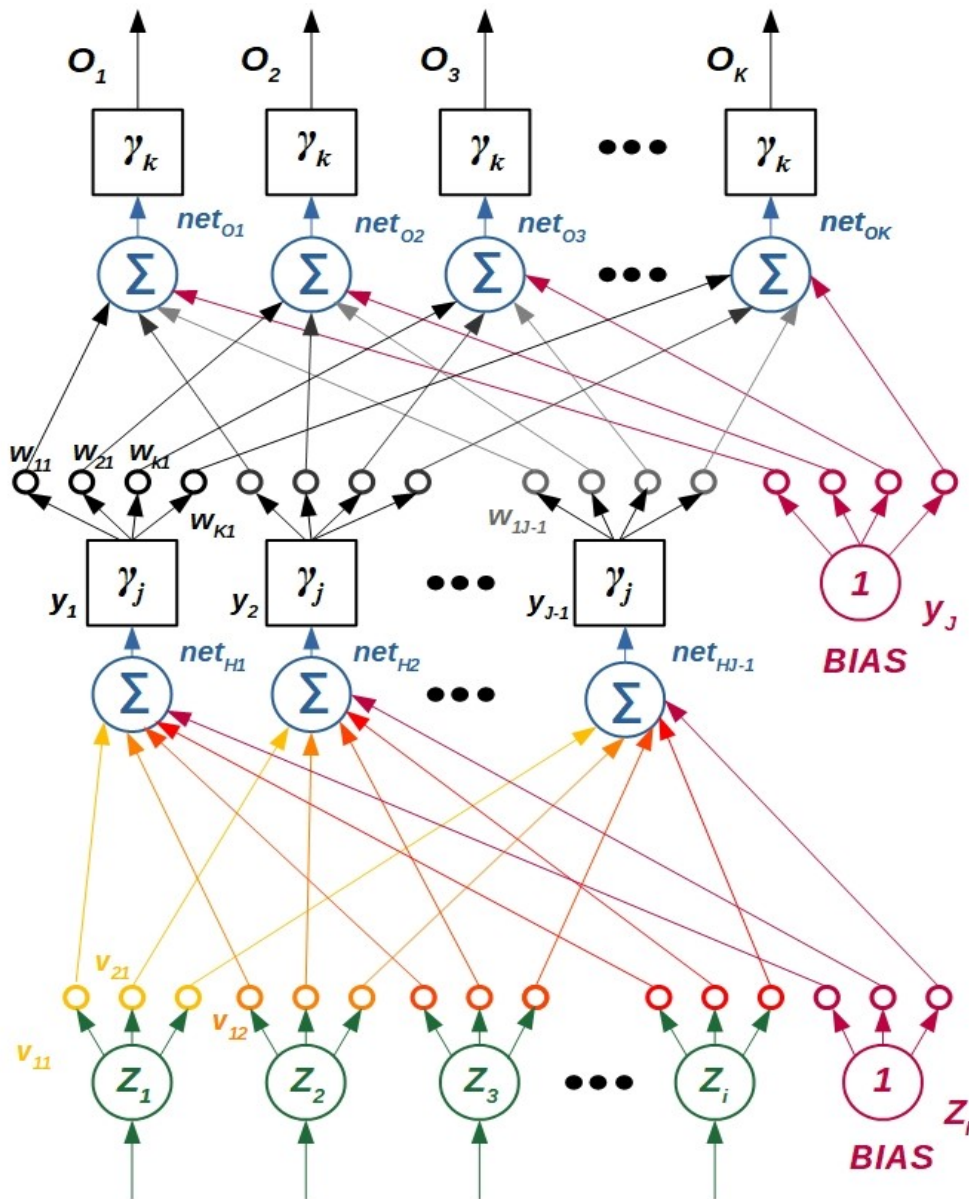 O1 O2 O3 OK
γk γk γk γk
netO1 netO2 netO3 netOK
Σ Σ Σ Σ
w11 w21 wk1
wK1 w1J-1
γj γj γj 1
y1 y2 yJ-1 yJ
netH1 netH2 netHJ-1 BIAS
Σ Σ Σ
v21
v12
v11
Z1 Z2 Z3 Zi 1
BIAS